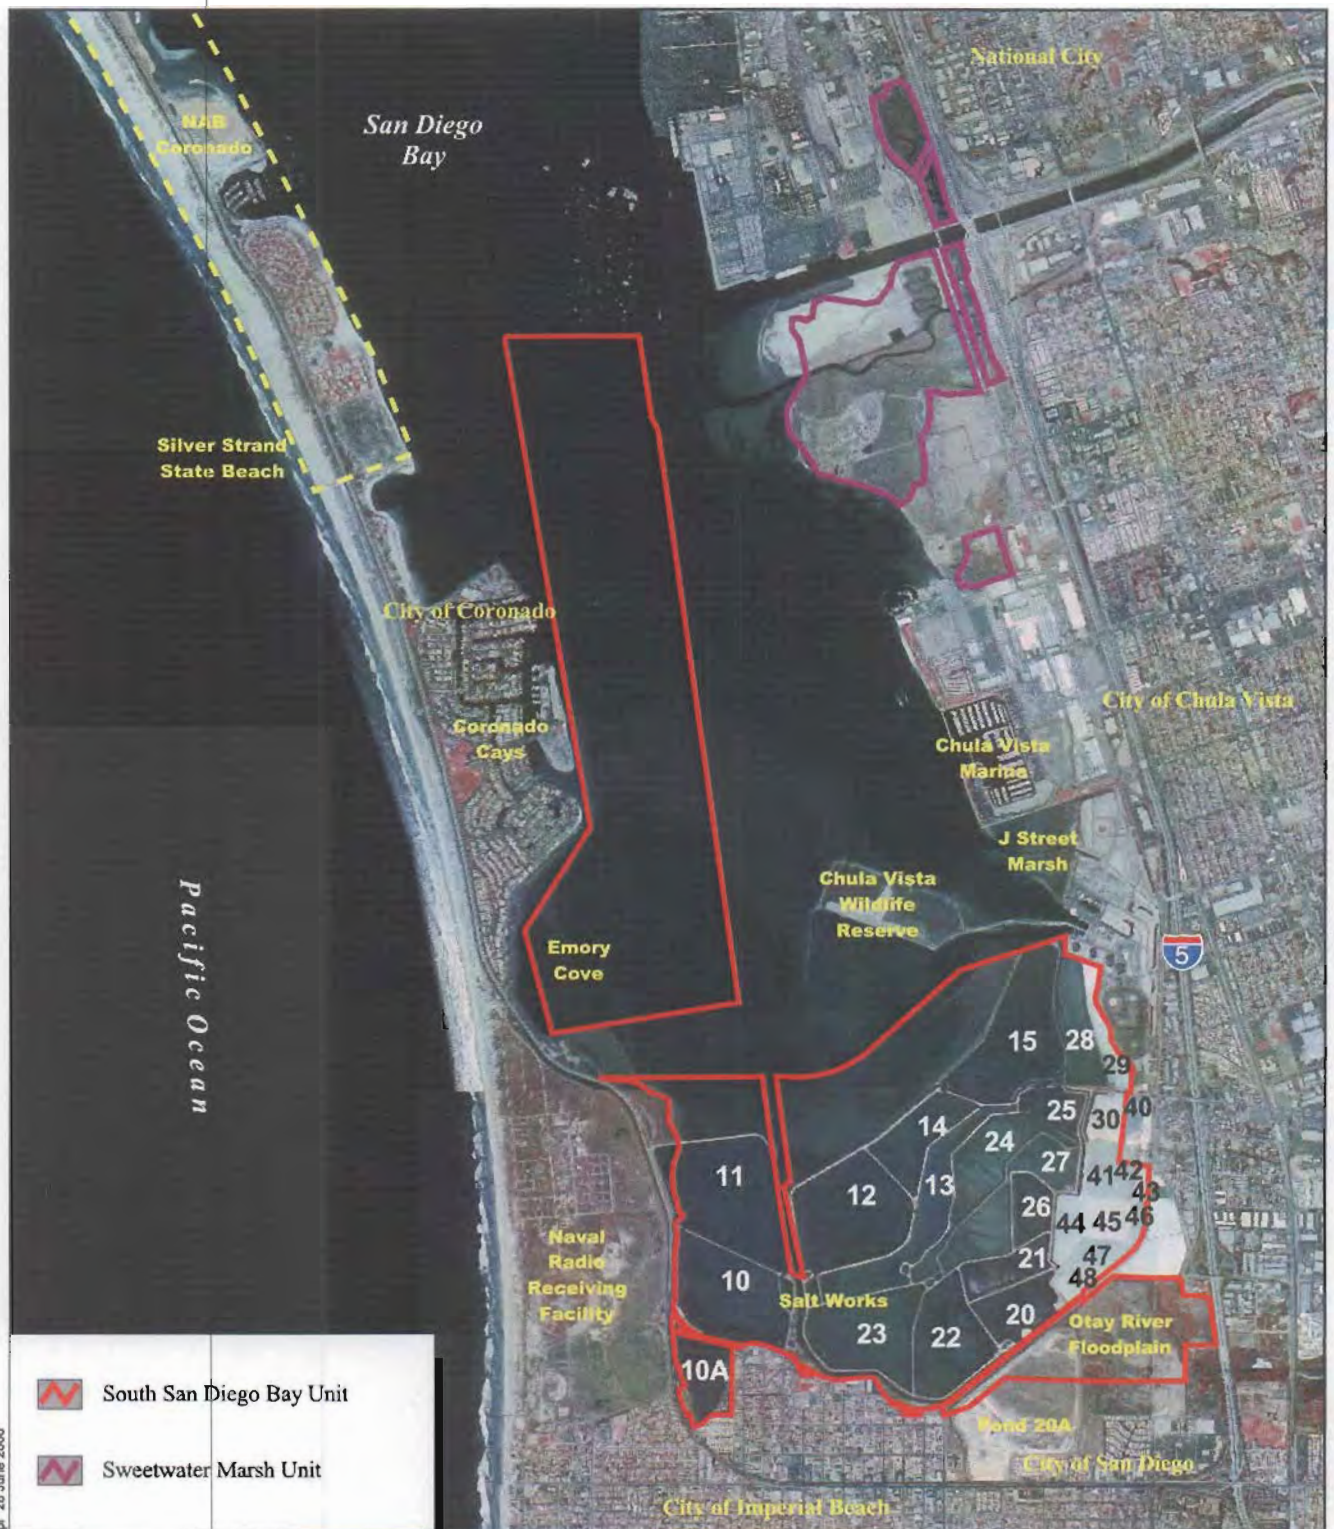 National City
San Diego
Bay
NAB
Coronado
Silver Strand
State Beach
City of Coronado
Coronado
Cays
City of Chula Vista
Chula Vista
Marina
J Street
Marsh
Chula Vista
Wildlife
Reserve
Pacific Ocean
Emory
Cove
5
15
28
29
40
30
25
14
24
27
42
41
43
11
12
13
26
44
45
46
21
47
48
10
Salt Works
20
23
22
Naval
Radio
Receiving
Facility
Otay River
Floodplain
10A
Pond 20A
City of San Diego
City of Imperial Beach
South San Diego Bay Unit
Sweetwater Marsh Unit